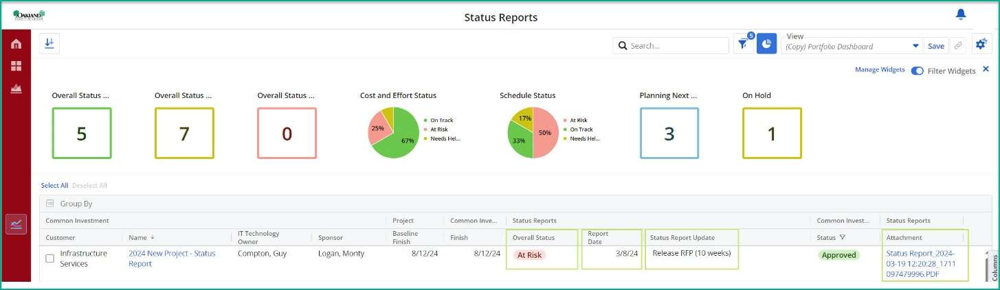 OAKLAND
Status Reports
Search...
5
View
(Copy) Portfolio Dashboard
Save
Manage Widgets
Filter Widgets
Overall Status ...
Overall Status ...
Overall Status ...
Cost and Effort Status
Schedule Status
Planning Next ...
On Hold
5
7
0
25%
67%
On Track
At Risk
Needs Hel...
17%
50%
33%
At Risk
On Track
Needs Hel...
3
1
Select All Deselect All
Group By
Common Investment
Project
Common Inve...
Status Reports
Common Invest...
Status Reports
Customer
Name
IT Technology
Owner
Sponsor
Baseline
Finish
Finish
Overall Status
Report
Date
Status Report Update
Status
Attachment
Infrastructure
Services
2024 New Project - Status
Report
Compton, Guy
Logan, Monty
8/12/24
8/12/24
At Risk
3/8/24
Release RFP (10 weeks)
Approved
Status Report_2024-
03-19 12:20:28_1711
097479996.PDF
Columns